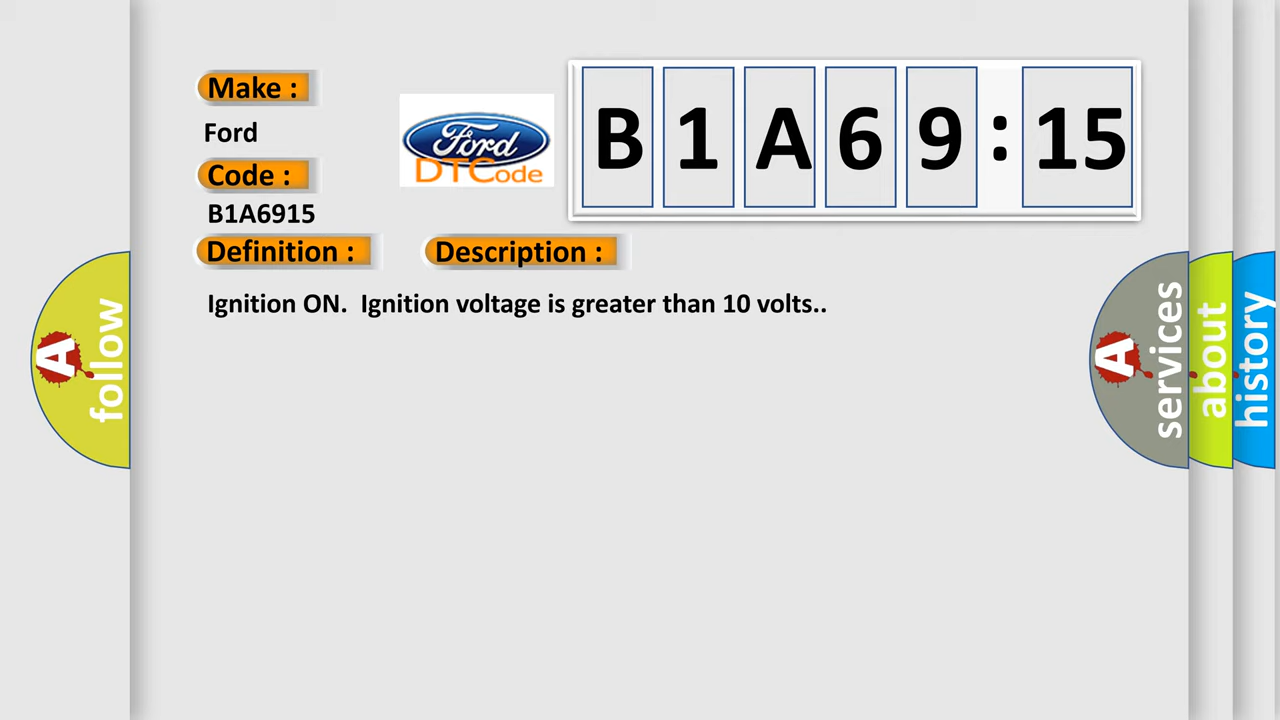 Make :
Ford
Code :
B1A6915
Definition :
Description :
Ignition ON. Ignition voltage is greater than 10 volts..
Ford
DTCode
B 1 A 6 9 : 15
A follow
A services
about
history